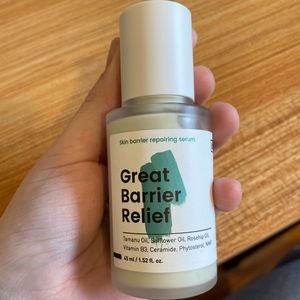 Skin barrier repairing serum
Great
Barrier
Relief
Tamanu Oil, Safflower Oil, Rosehip Oil,
Vitamin B3, Ceramide, Phytosterol, NMF
45 ml / 1.52 fl. oz.